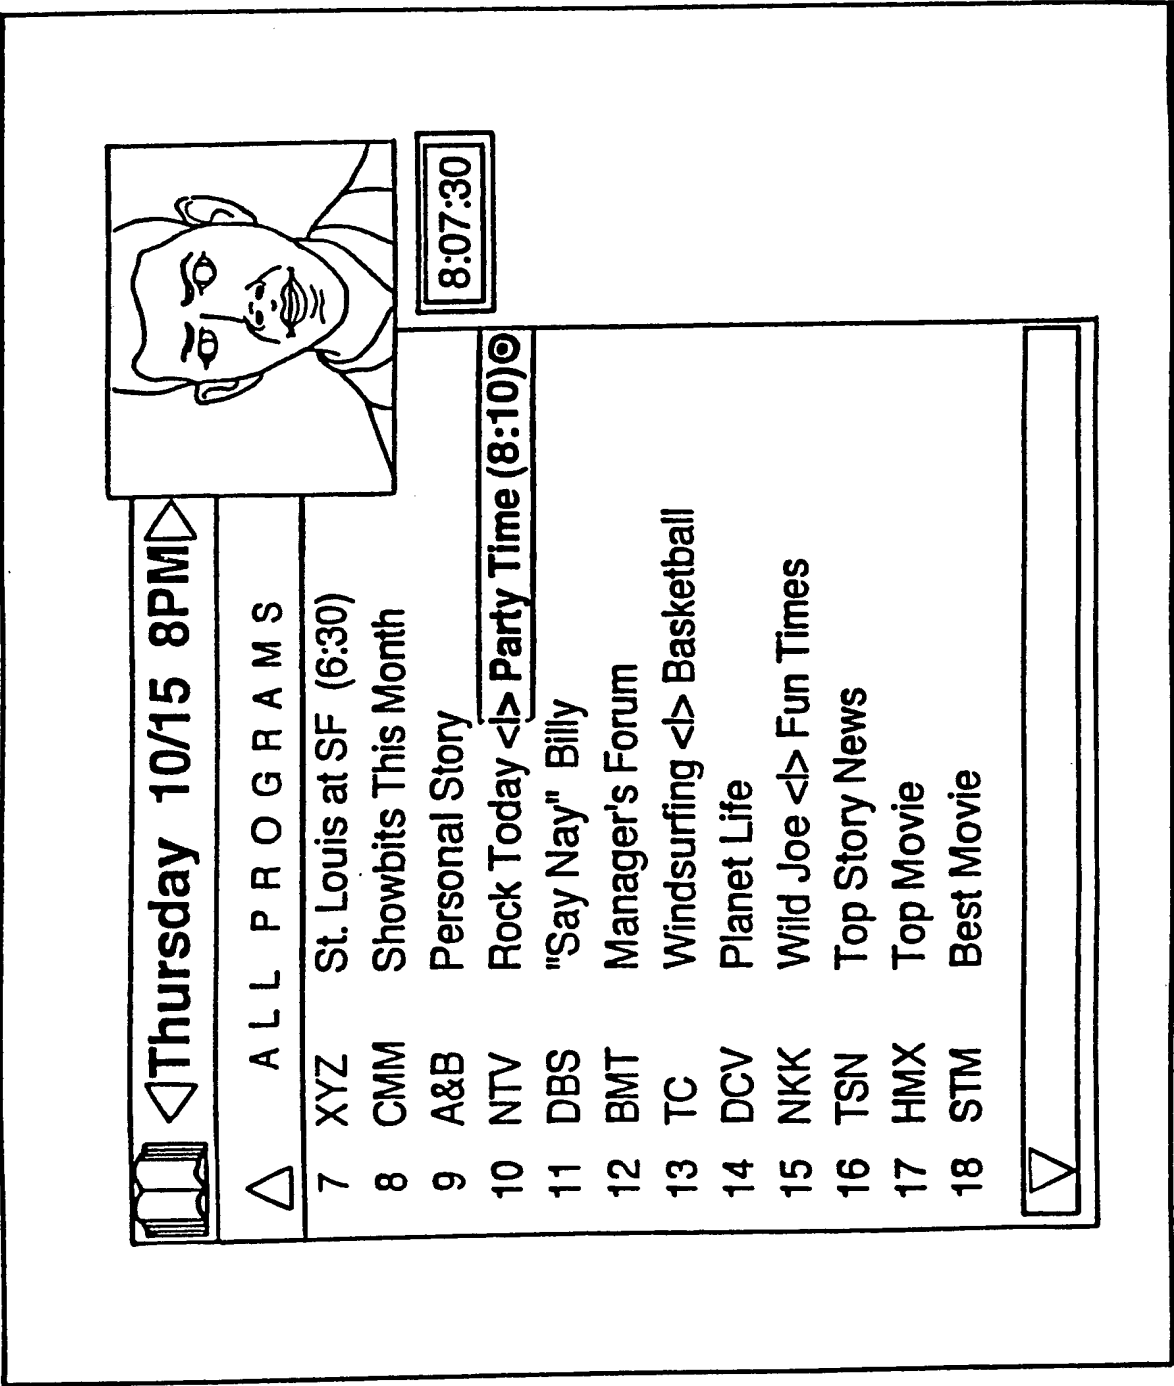 Thursday 10/15 8PM
ALL PROGRAMS
8:07:30
7 XYZ St. Louis at SF (6:30)
8 CMM Showbits This Month
9 A&B Personal Story
10 NTV Rock Today <|> Party Time (8:10)
11 DBS "Say Nay" Billy
12 BMT Manager's Forum
13 TC Windsurfing <|> Basketball
14 DCV Planet Life
15 NKK Wild Joe <|> Fun Times
16 TSN Top Story News
17 HMX Top Movie
18 STM Best Movie